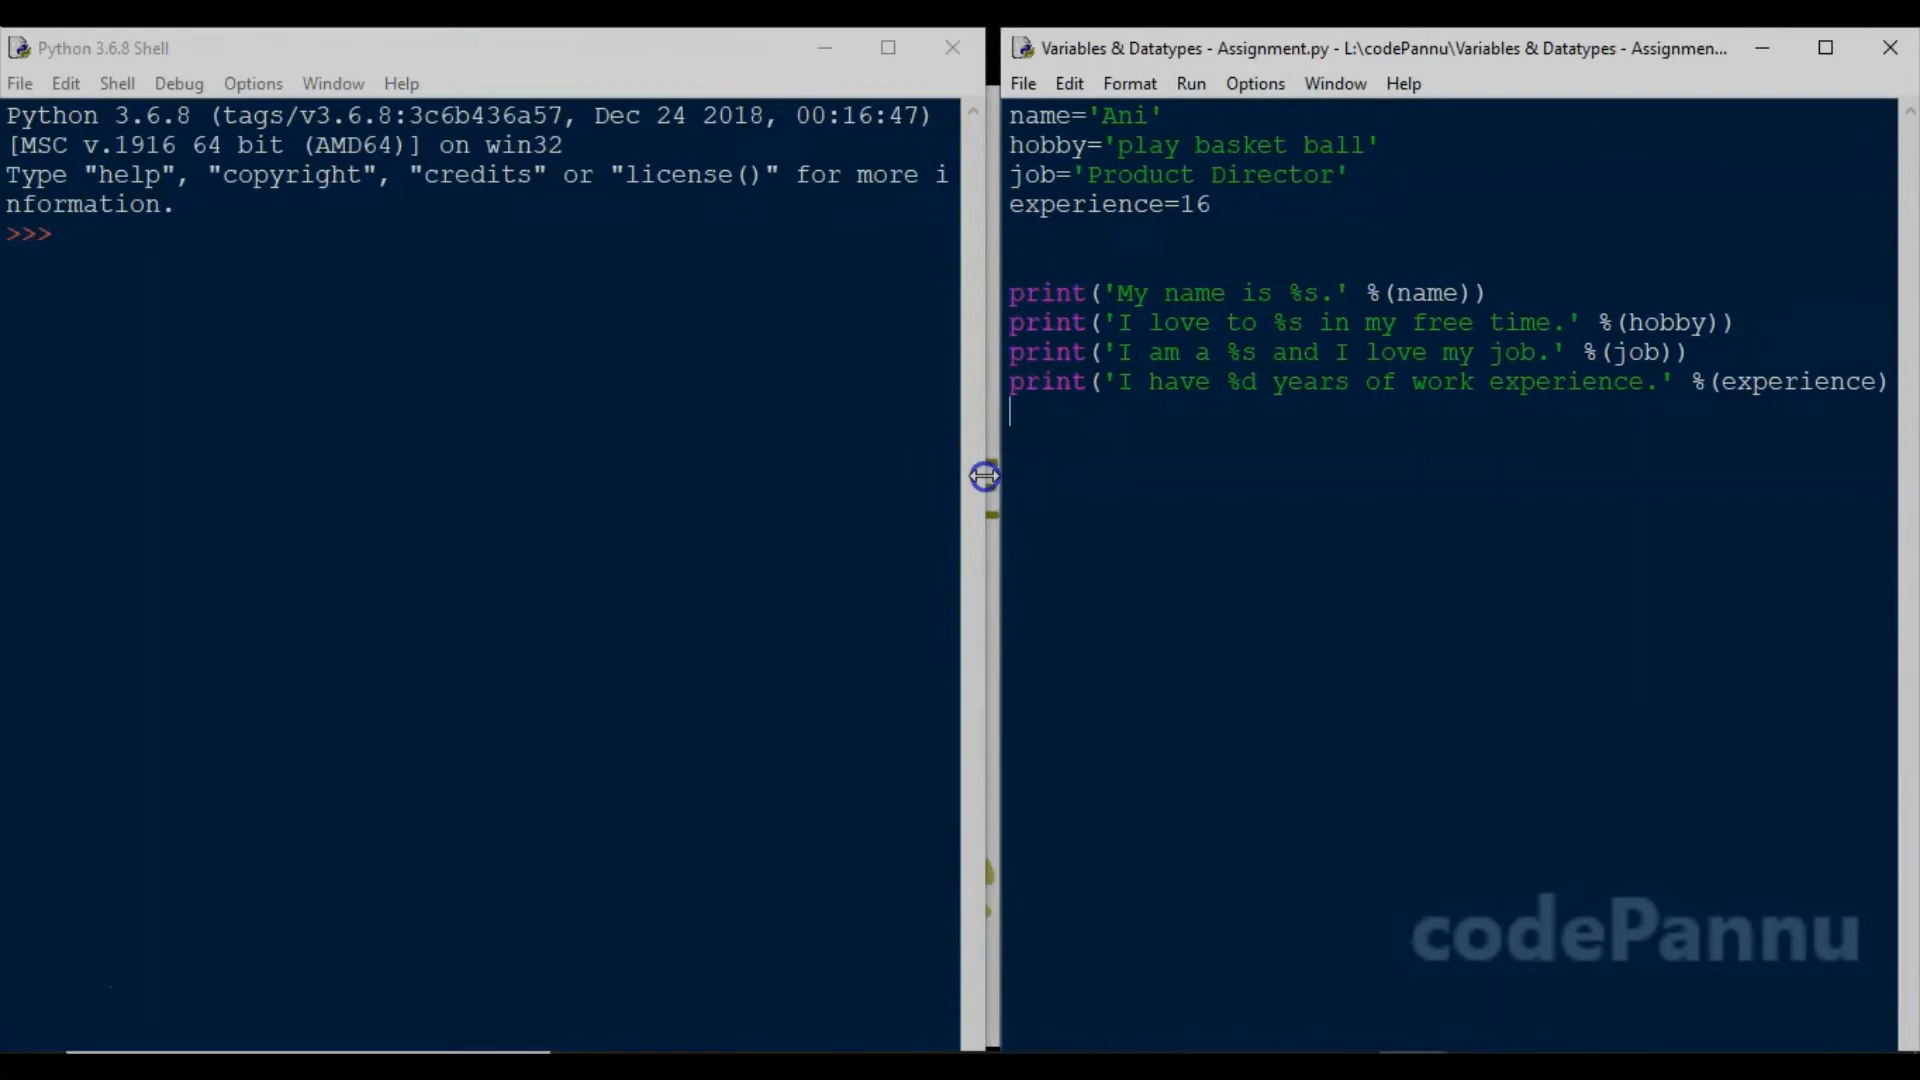 Python 3.6.8 Shell
File Edit Shell Debug Options Window Help
Python 3.6.8 (tags/v3.6.8:3c6b436a57, Dec 24 2018, 00:16:47)
[MSC v.1916 64 bit (AMD64)] on win32
Type "help", "copyright", "credits" or "license()" for more i
nformation.
>>>
Variables & Datatypes - Assignment.py - L:\codePannu\Variables & Datatypes - Assignmen...
File Edit Format Run Options Window Help
name='Ani'
hobby='play basket ball'
job='Product Director'
experience=16
print('My name is %s.' %(name))
print('I love to %s in my free time.' %(hobby))
print('I am a %s and I love my job.' %(job))
print('I have %d years of work experience.' %(experience)
codePannu